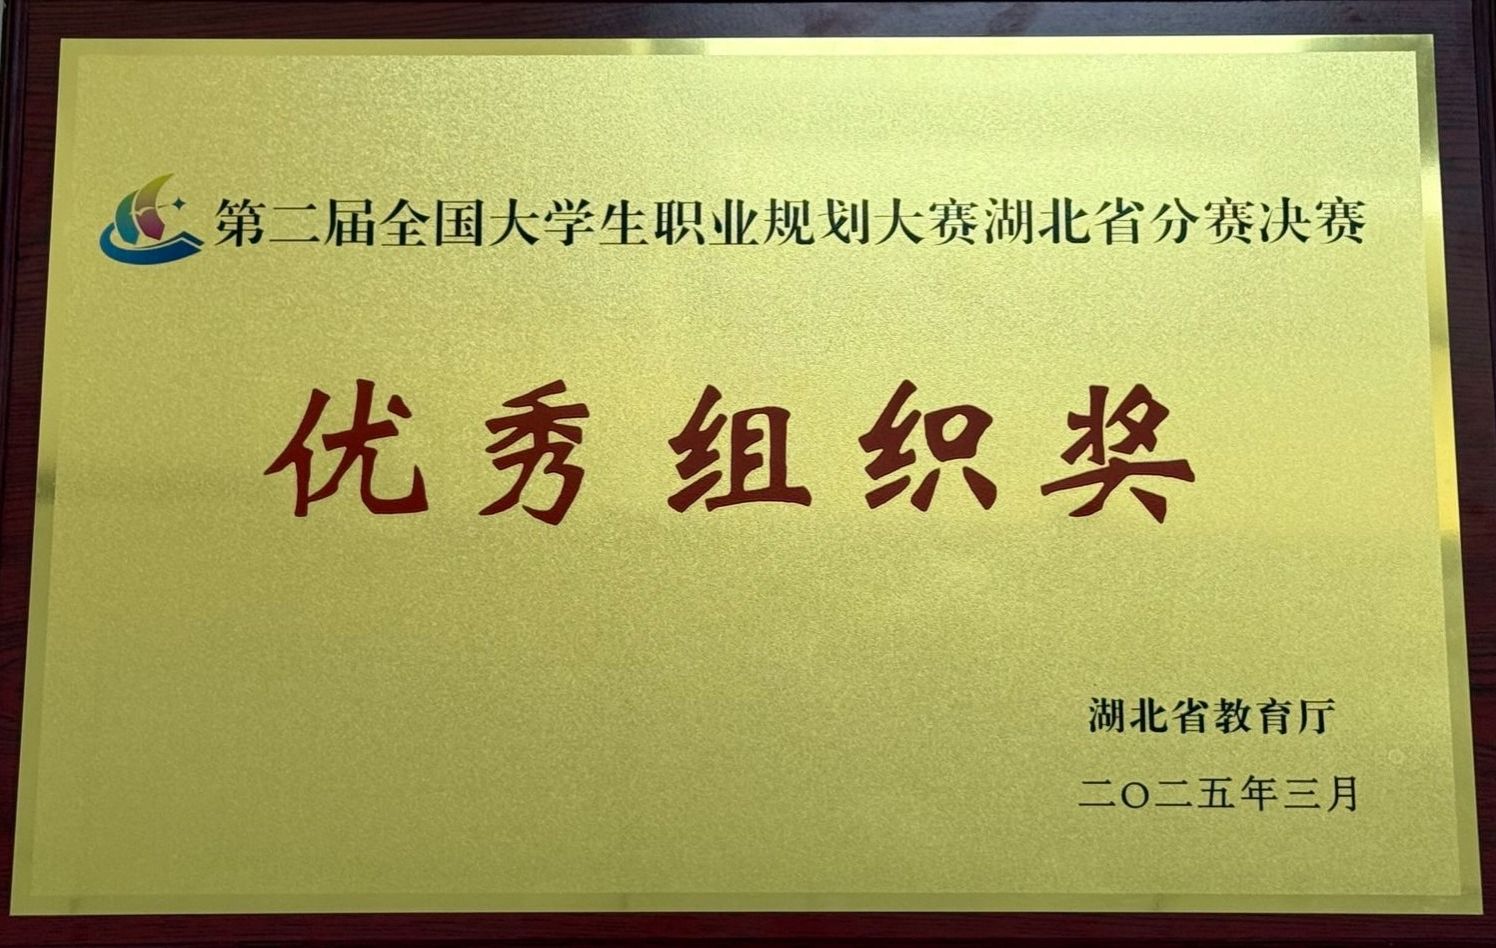 第二届全国大学生职业规划大赛湖北省分赛决赛
优秀组织奖
湖北省教育厅
二〇二五年三月